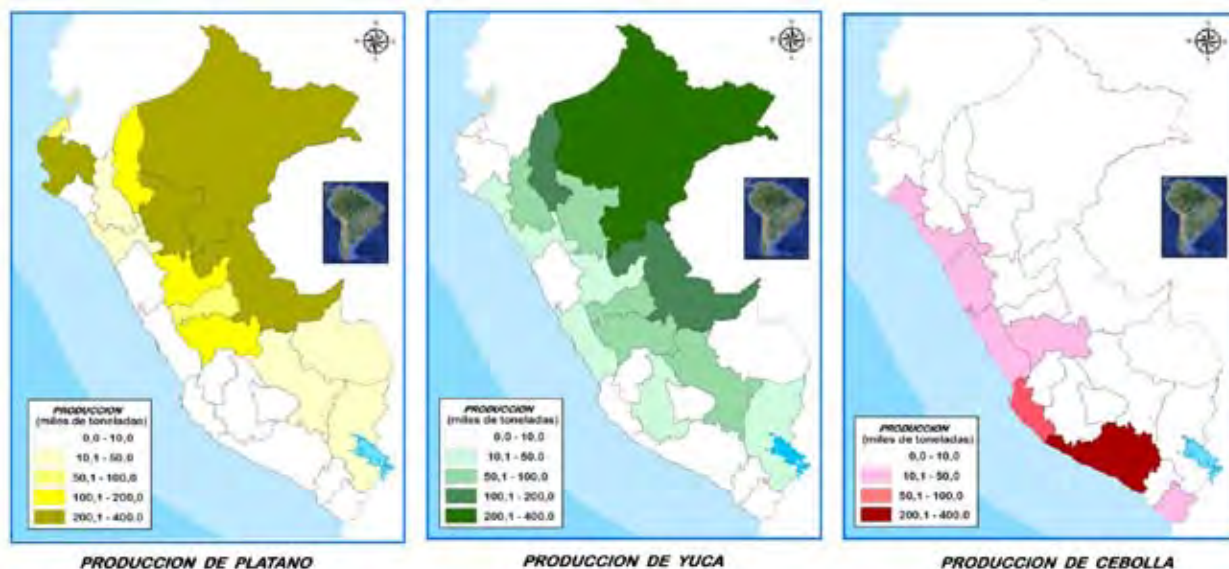 PRODUCCION
(miles de toneladas)
0,0 - 10,0
10,1 - 50,0
50,1 - 100,0
100,1 - 200,0
200,1 - 400,0
PRODUCCION DE PLATANO
PRODUCCION
(miles de toneladas)
0,0 - 10,0
10,1 - 50,0
50,1 - 100,0
100,1 - 200,0
200,1 - 400,0
PRODUCCION DE YUCA
PRODUCCION
(miles de toneladas)
0,0 - 10,0
10,1 - 50,0
50,1 - 100,0
200,1 - 400,0
PRODUCCION DE CEBOLLA